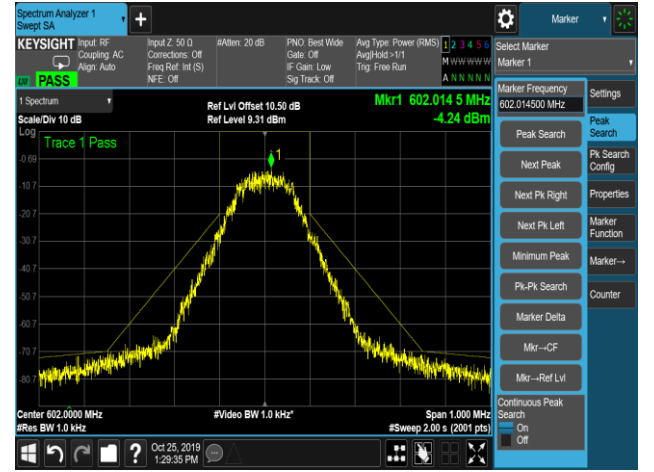 Spectrum Analyzer 1
Swept SA
+
Marker
KEYSIGHT
Input: RF
Coupling: AC
Align: Auto
Input Z: 50 Ω
Corrections: Off
Freq Ref: Int (S)
NFE: Off
#Atten: 20 dB
PNO: Best Wide
Gate: Off
IF Gain: Low
Sig Track: Off
Avg Type: Power (RMS)
Avg|Hold:>1/1
Trig: Free Run
1 2 3 4 5 6
M W W W W W
A N N N N N
PASS
1 Spectrum
Scale/Div 10 dB
Ref Lvl Offset 10.50 dB
Ref Level 9.31 dBm
Mkr1 602.014 5 MHz
-4.24 dBm
Log
Trace 1 Pass
1
-0.69
-10.7
-20.7
-30.7
-40.7
-50.7
-60.7
-70.7
-80.7
Center 602.0000 MHz
#Res BW 1.0 kHz
#Video BW 1.0 kHz*
Span 1.000 MHz
#Sweep 2.00 s (2001 pts)
Select Marker
Marker 1
Marker Frequency
602.014500 MHz
Peak Search
Next Peak
Next Pk Right
Next Pk Left
Minimum Peak
Pk-Pk Search
Marker Delta
Mkr→CF
Mkr→Ref Lvl
Continuous Peak
Search
On
Off
Settings
Peak
Search
Pk Search
Config
Properties
Marker
Function
Marker→
Counter
?
Oct 25, 2019
1:29:35 PM